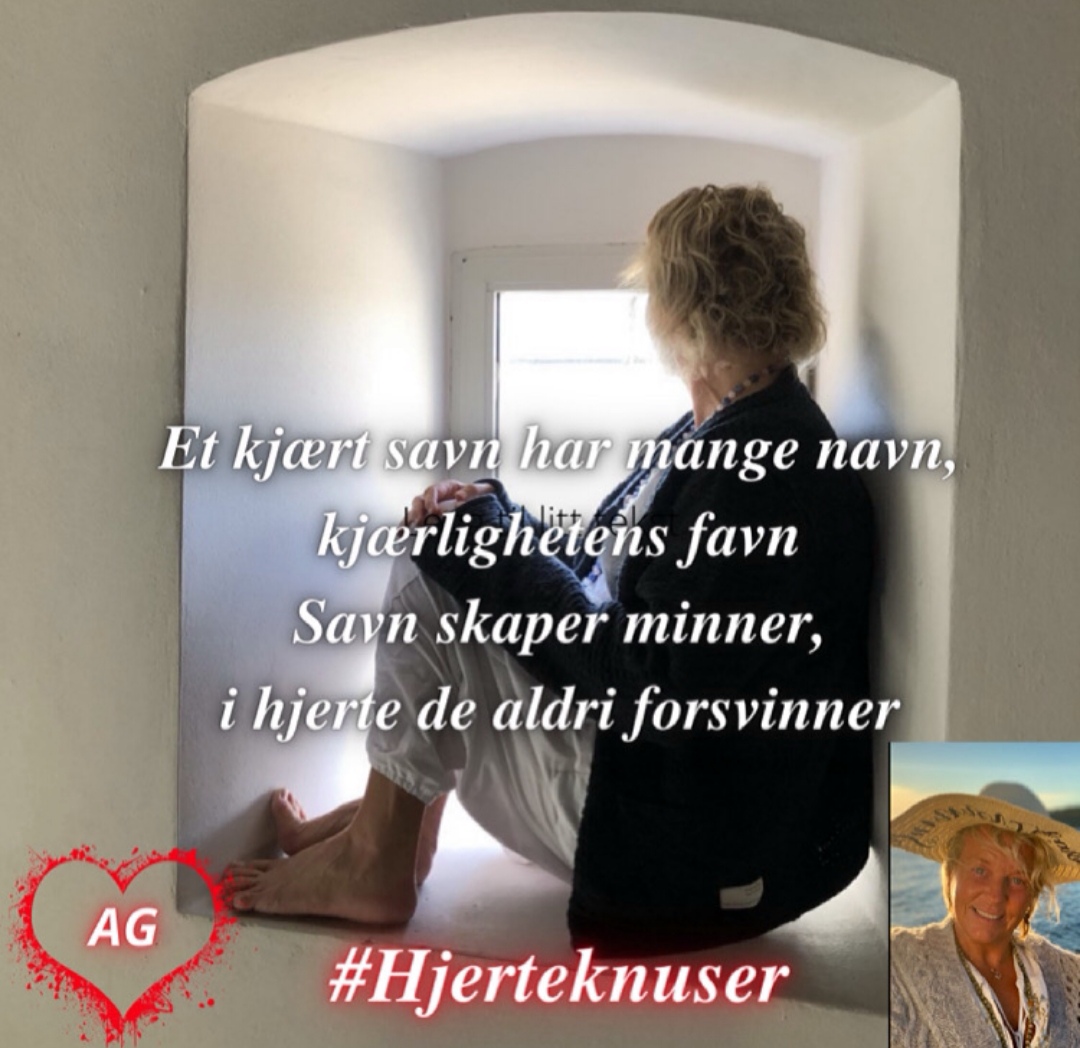 Et kjært savn har mange navn,
kjærlighetens favn
Savn skaper minner,
i hjerte de aldri forsvinner
AG
#Hjerteknuser